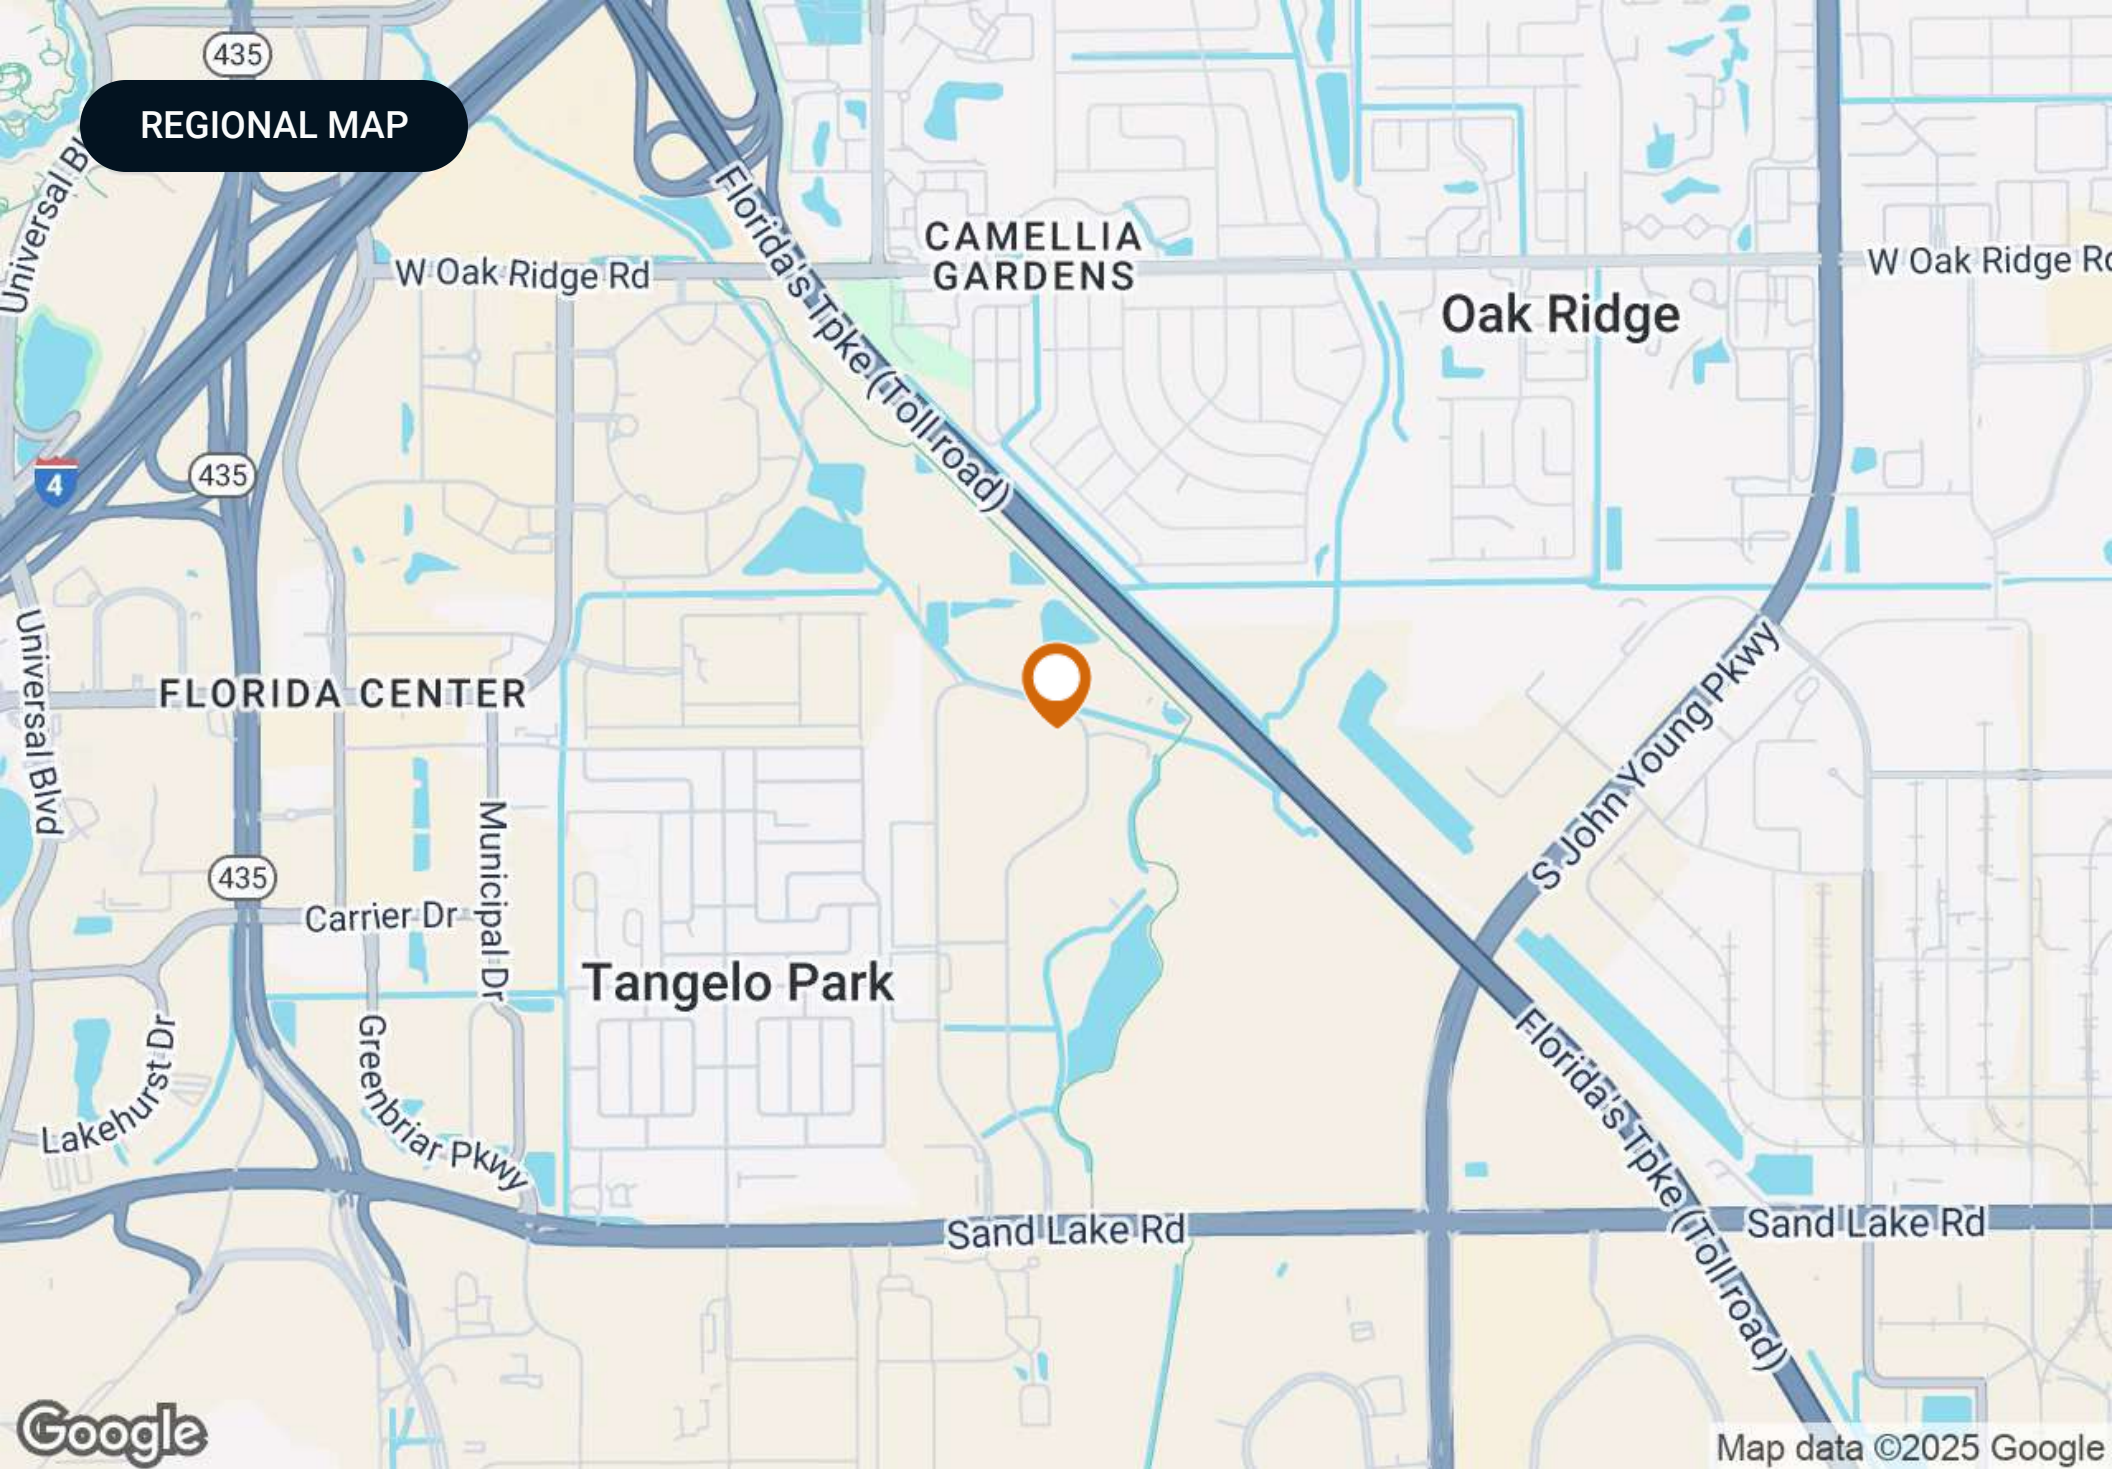 435
REGIONAL MAP
Universal Bl
Florida's Tpke (Toll road)
CAMELLIA
GARDENS
W Oak Ridge Rd
W Oak Ridge Rd
Oak Ridge
435
4
Universal Blvd
FLORIDA CENTER
S John Young Pkwy
Municipal Dr
435
Carrier Dr
Tangelo Park
Lakehurst Dr
Greenbriar Pkwy
Florida's Tpke (Toll road)
Sand Lake Rd
Sand Lake Rd
Google
Map data ©2025 Google